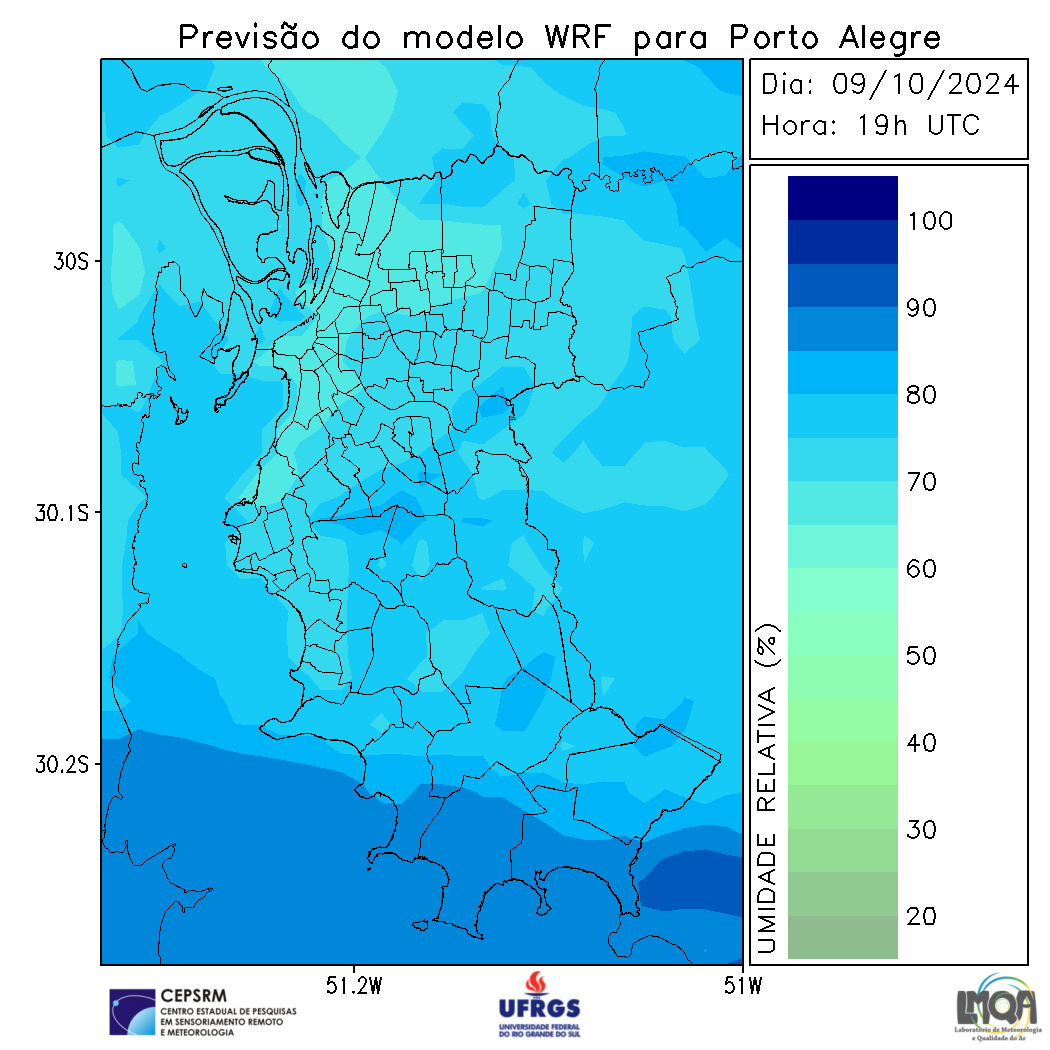 Previsão do modelo WRF para Porto Alegre
Dia: 09/10/2024
Hora: 19h UTC
100
90
80
70
60
50
40
30
20
UMIDADE RELATIVA (%)
30S
30.1S
30.2S
51.2W
51W
CEPSRM
CENTRO ESTADUAL DE PESQUISAS
EM SENSORIAMENTO REMOTO
E METEOROLOGIA
UFRGS
UNIVERSIDADE FEDERAL
DO RIO GRANDE DO SUL
LMQA
Laboratório de Meteorologia
e Qualidade do Ar